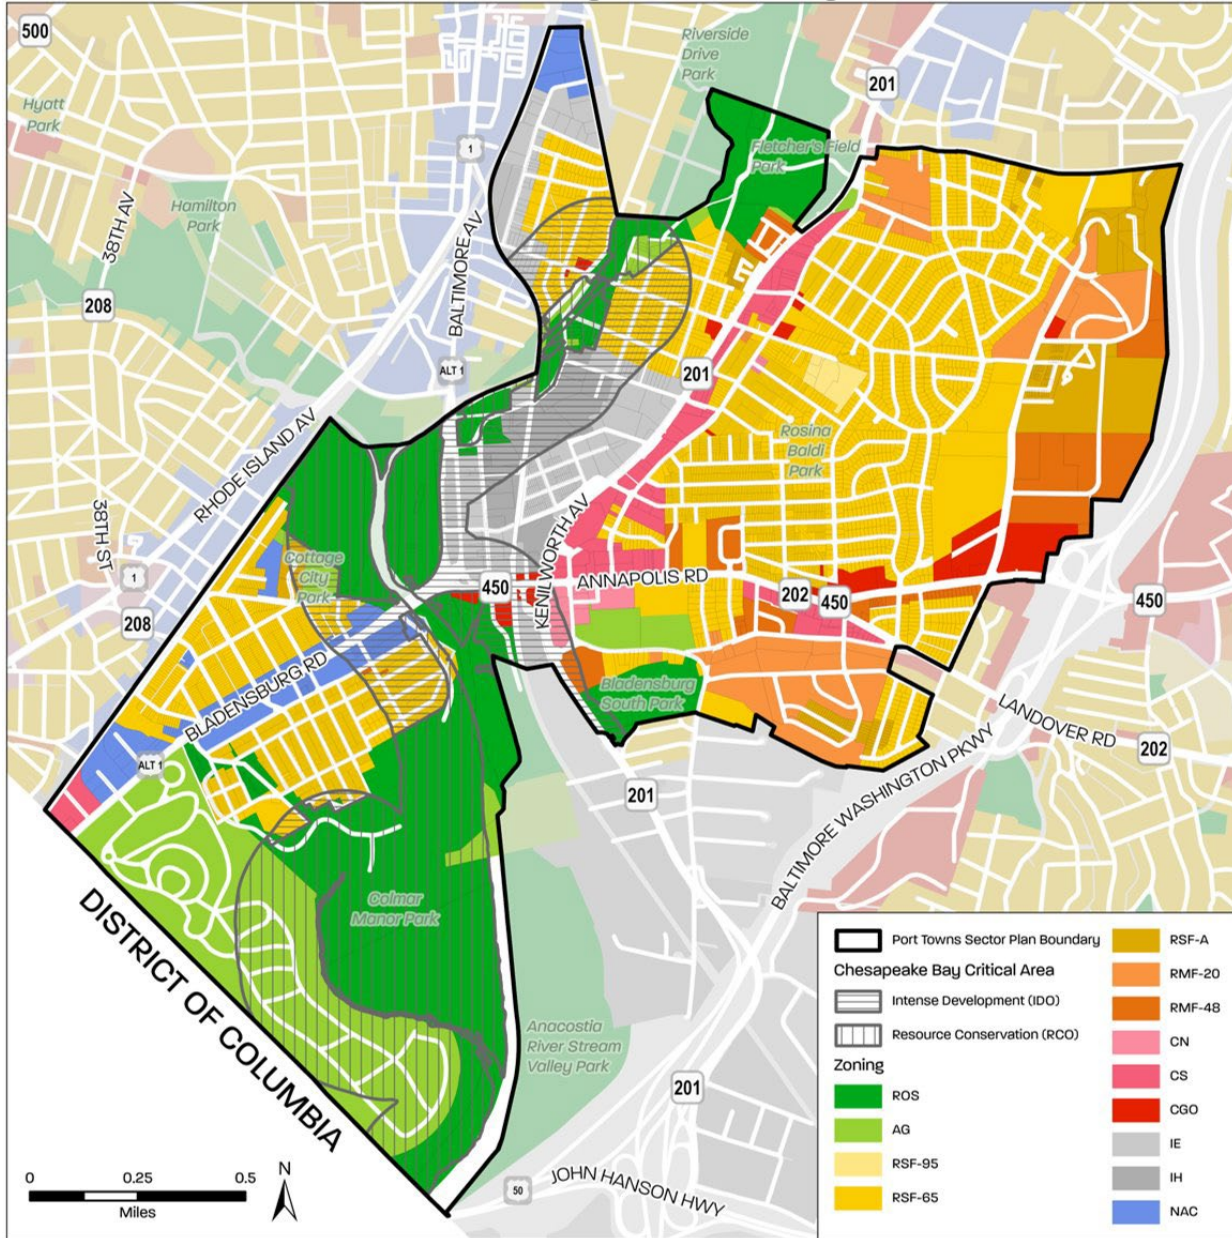 500
Hyatt
Park
Riverside
Drive
Park
201
1
Fletcher's Field
Park
Hamilton
Park
38TH AV
208
BALTIMORE AV
ALT 1
201
RHODE ISLAND AV
Rosina
Baldi
Park
38TH ST
1
208
Cottage
City
Park
KENILWORTH AV
450
ANNAPOLIS RD
202
450
450
BLADENSBURG RD
Bladensburg
South Park
LANDOVER RD
202
ALT 1
201
BALTIMORE WASHINGTON PKWY
Colmar
Manor Park
DISTRICT OF COLUMBIA
Anacostia
River Stream
Valley Park
201
JOHN HANSON HWY
50
0 0.25 0.5
Miles
N
Port Towns Sector Plan Boundary
Chesapeake Bay Critical Area
Intense Development (IDO)
Resource Conservation (RCO)
Zoning
ROS
AG
RSF-95
RSF-65
RSF-A
RMF-20
RMF-48
CN
CS
CGO
IE
IH
NAC